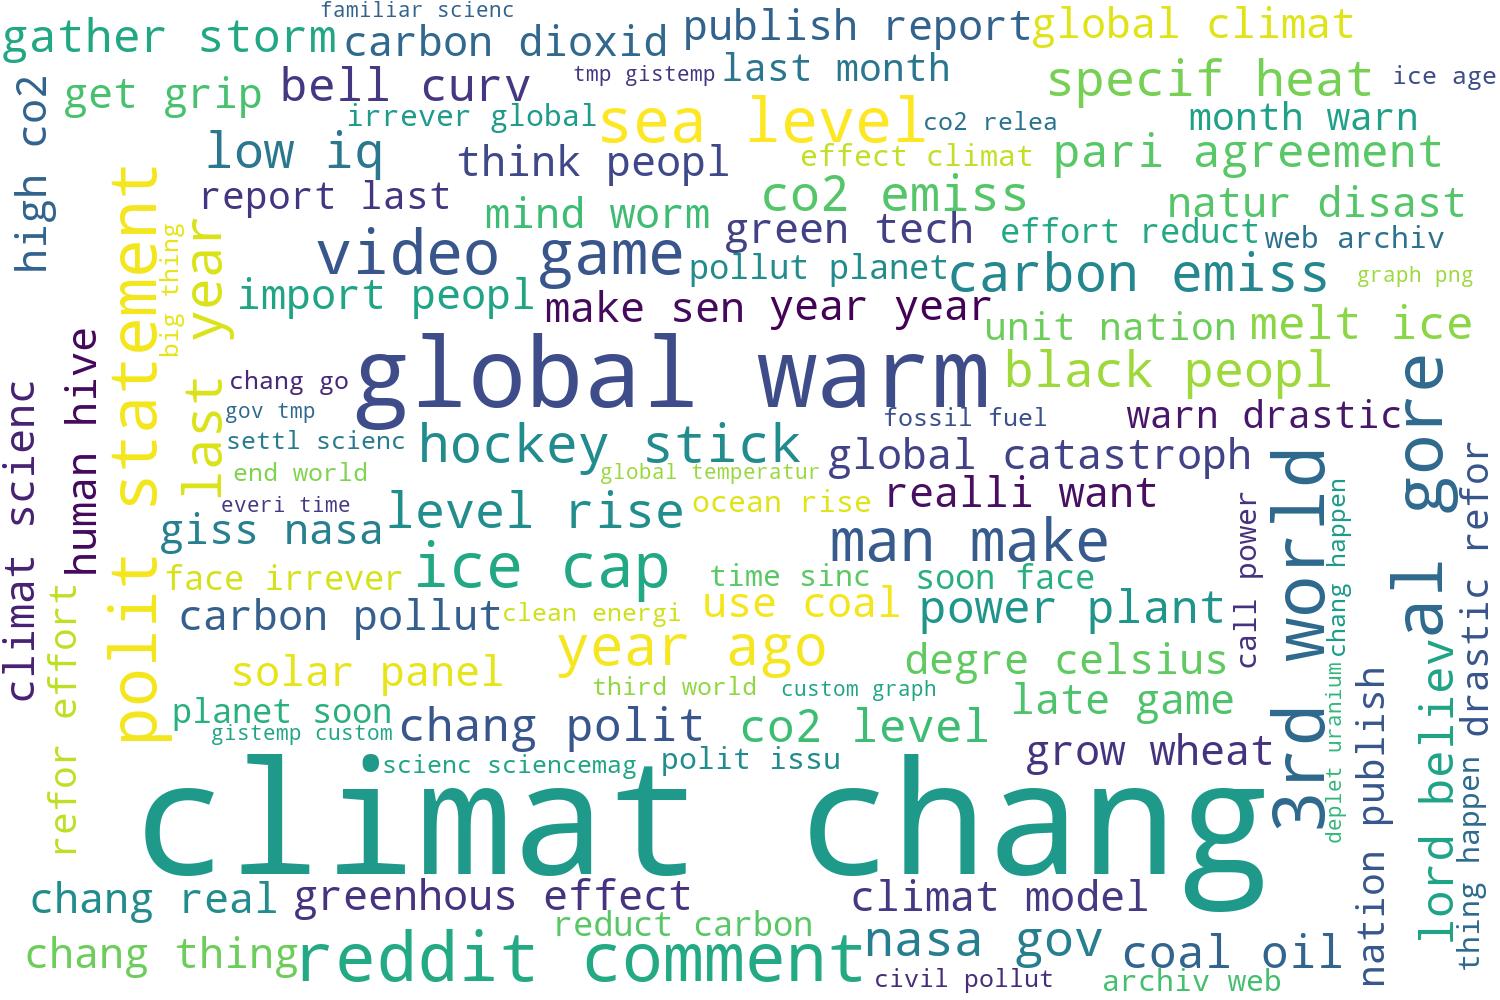 familiar scienc
gather storm
carbon dioxid
publish report
global climat
get grip
bell curv
tmp gistemp
last month
specif heat
ice age
high co2
irrever global
sea level
co2 relea
month warn
low iq
think peopl
effect climat
pari agreement
report last
mind worm
co2 emiss
natur disast
polit statement
big thing
last year
video game
green tech
effort reduct
web archiv
pollut planet
carbon emiss
graph png
import peopl
make sen
year year
unit nation
melt ice
human hive
climat scienc
chang go
global warm
black peopl
gov tmp
fossil fuel
warn drastic
al gore
settl scienc
hockey stick
global catastroph
3rd world
drastic refor
end world
global temperatur
everi time
level rise
ocean rise
realli want
giss nasa
man make
call power
chang happen
face irrever
ice cap
time sinc
soon face
refor effort
carbon pollut
clean energi
use coal
power plant
year ago
solar panel
degre celsius
third world
custom graph
late game
deplet uranium
nation publish
lord believ
planet soon
gistemp custom
chang polit
co2 level
grow wheat
scienc sciencemag
polit issu
climat chang
thing happen
chang real
greenhous effect
climat model
reduct carbon
chang thing
reddit comment
nasa gov
coal oil
civil pollut
archiv web